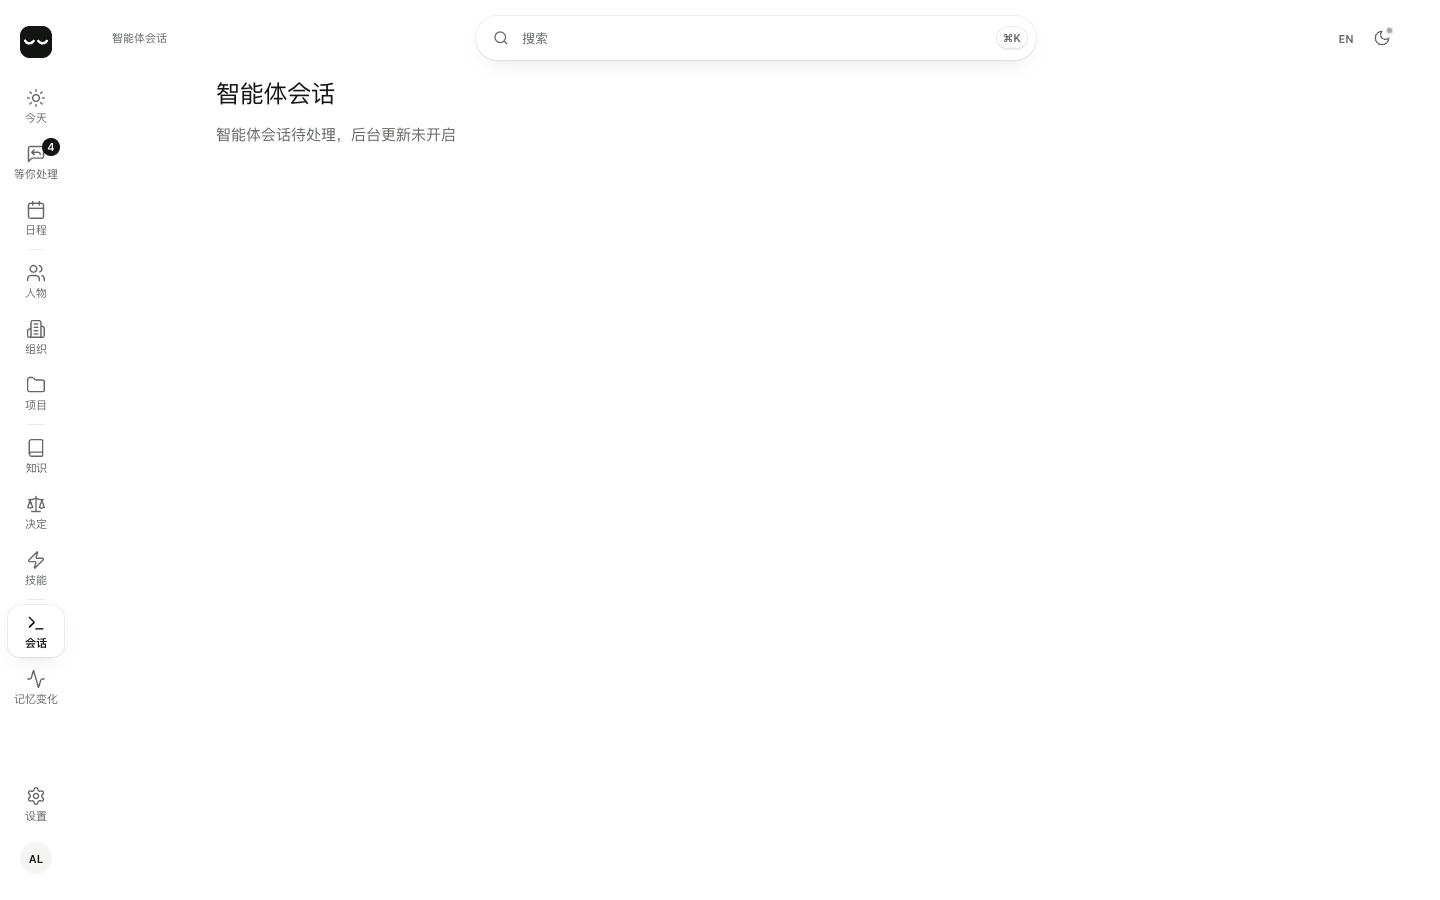 智能体会话
搜索
⌘K
EN
今天
4
等你处理
日程
人物
组织
项目
知识
决定
技能
会话
记忆变化
设置
AL
智能体会话
智能体会话待处理，后台更新未开启